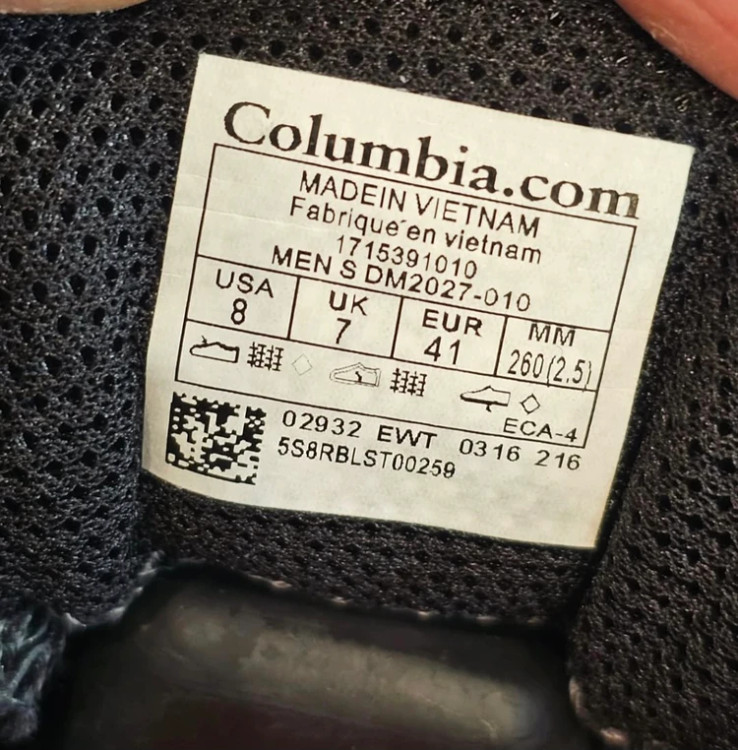 Columbia.com
MADEIN VIETNAM
Fabrique´en vietnam
1715391010
MEN S DM2027-010
USA UK EUR MM
8 7 41 260(2.5)
ECA-4
02932 EWT 0316 216
5S8RBLST00259